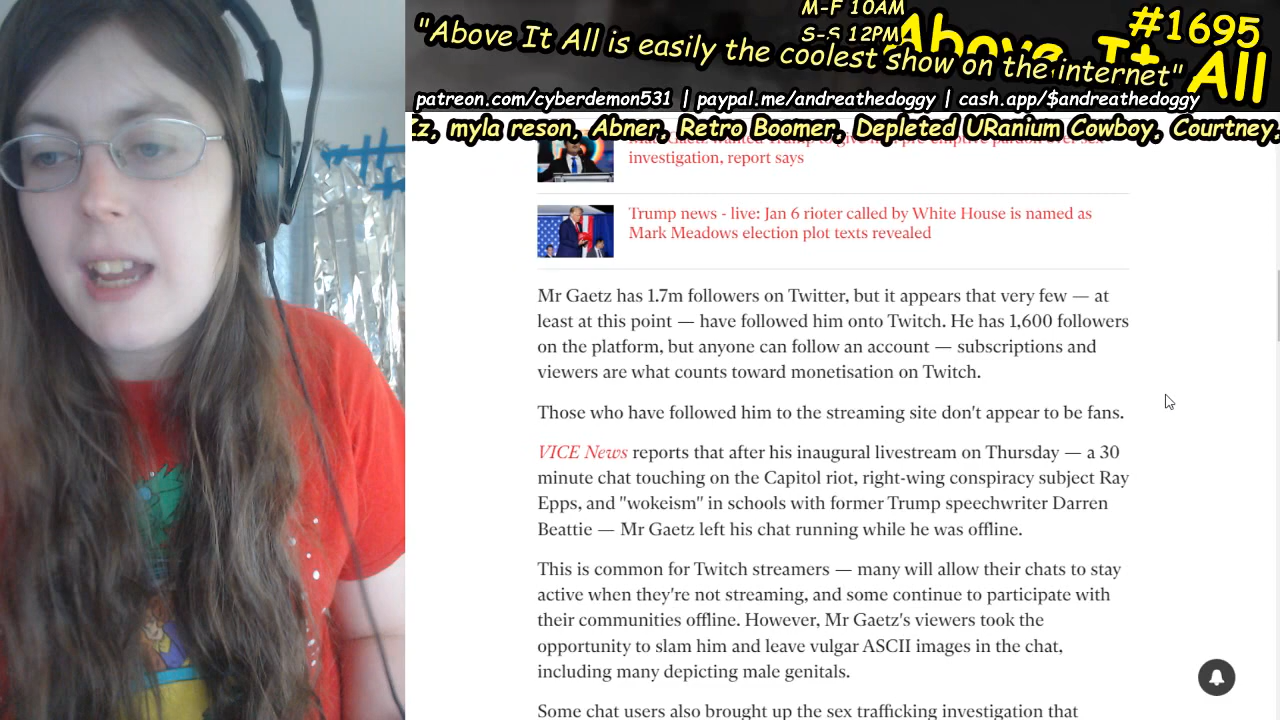 M-F 10AM
S-S 12PM
Above It All
#1695
"Above It All is easily the coolest show on the internet"
patreon.com/cyberdemon531 | paypal.me/andreathedoggy | cash.app/$andreathedoggy
myla reson, Abner, Retro Boomer, Depleted URanium Cowboy, Courtney,
investigation, report says
Trump news - live: Jan 6 rioter called by White House is named as
Mark Meadows election plot texts revealed
Mr Gaetz has 1.7m followers on Twitter, but it appears that very few — at
least at this point — have followed him onto Twitch. He has 1,600 followers
on the platform, but anyone can follow an account — subscriptions and
viewers are what counts toward monetisation on Twitch.
Those who have followed him to the streaming site don't appear to be fans.
VICE News reports that after his inaugural livestream on Thursday — a 30
minute chat touching on the Capitol riot, right-wing conspiracy subject Ray
Epps, and "wokeism" in schools with former Trump speechwriter Darren
Beattie — Mr Gaetz left his chat running while he was offline.
This is common for Twitch streamers — many will allow their chats to stay
active when they're not streaming, and some continue to participate with
their communities offline. However, Mr Gaetz's viewers took the
opportunity to slam him and leave vulgar ASCII images in the chat,
including many depicting male genitals.
Some chat users also brought up the sex trafficking investigation that